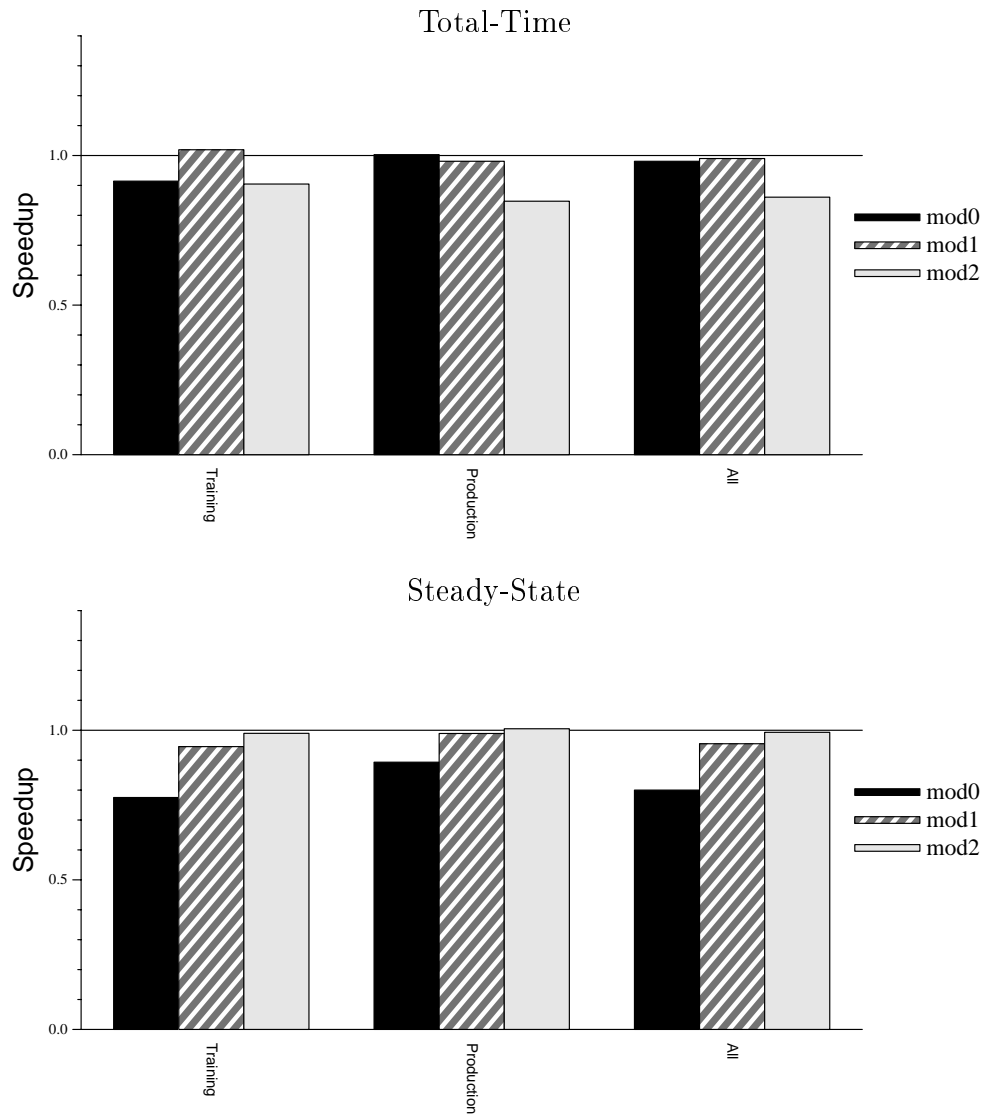 Total-Time
Speedup
1.0
0.5
0.0
Training
Production
All
mod0
mod1
mod2
Steady-State
Speedup
1.0
0.5
0.0
Training
Production
All
mod0
mod1
mod2